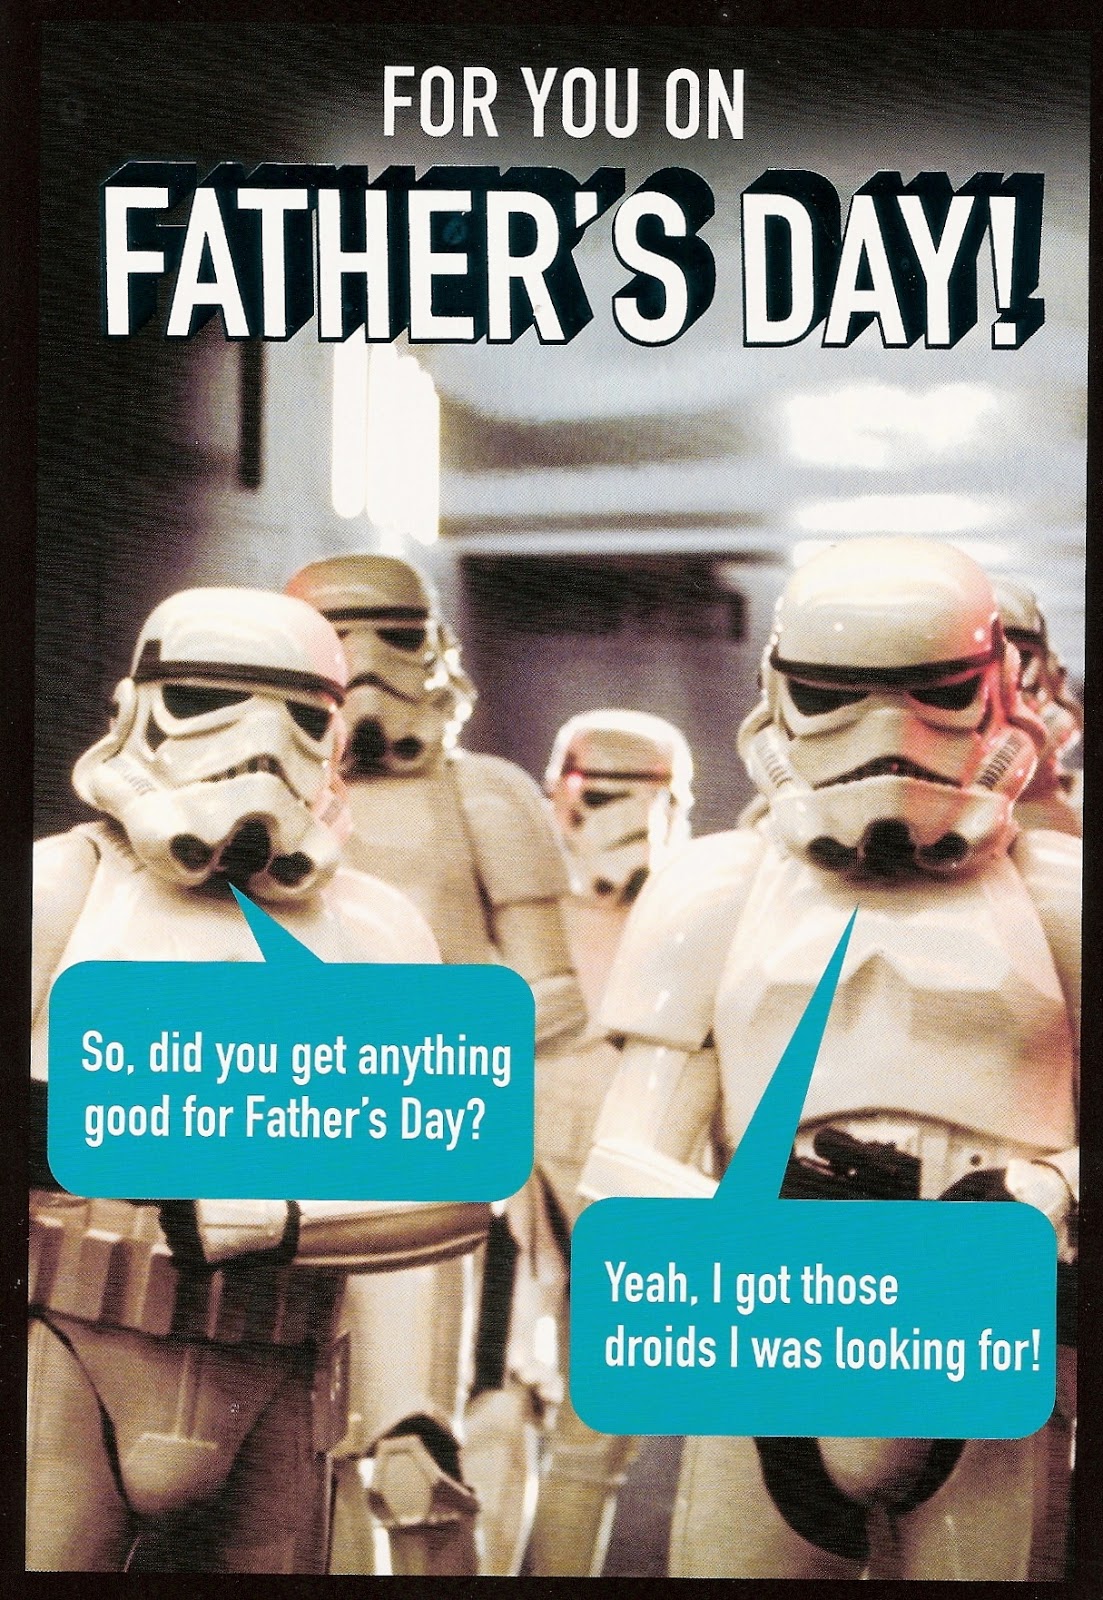 FOR YOU ON
FATHER'S DAY!
So, did you get anything
good for Father's Day?
Yeah, I got those
droids I was looking for!